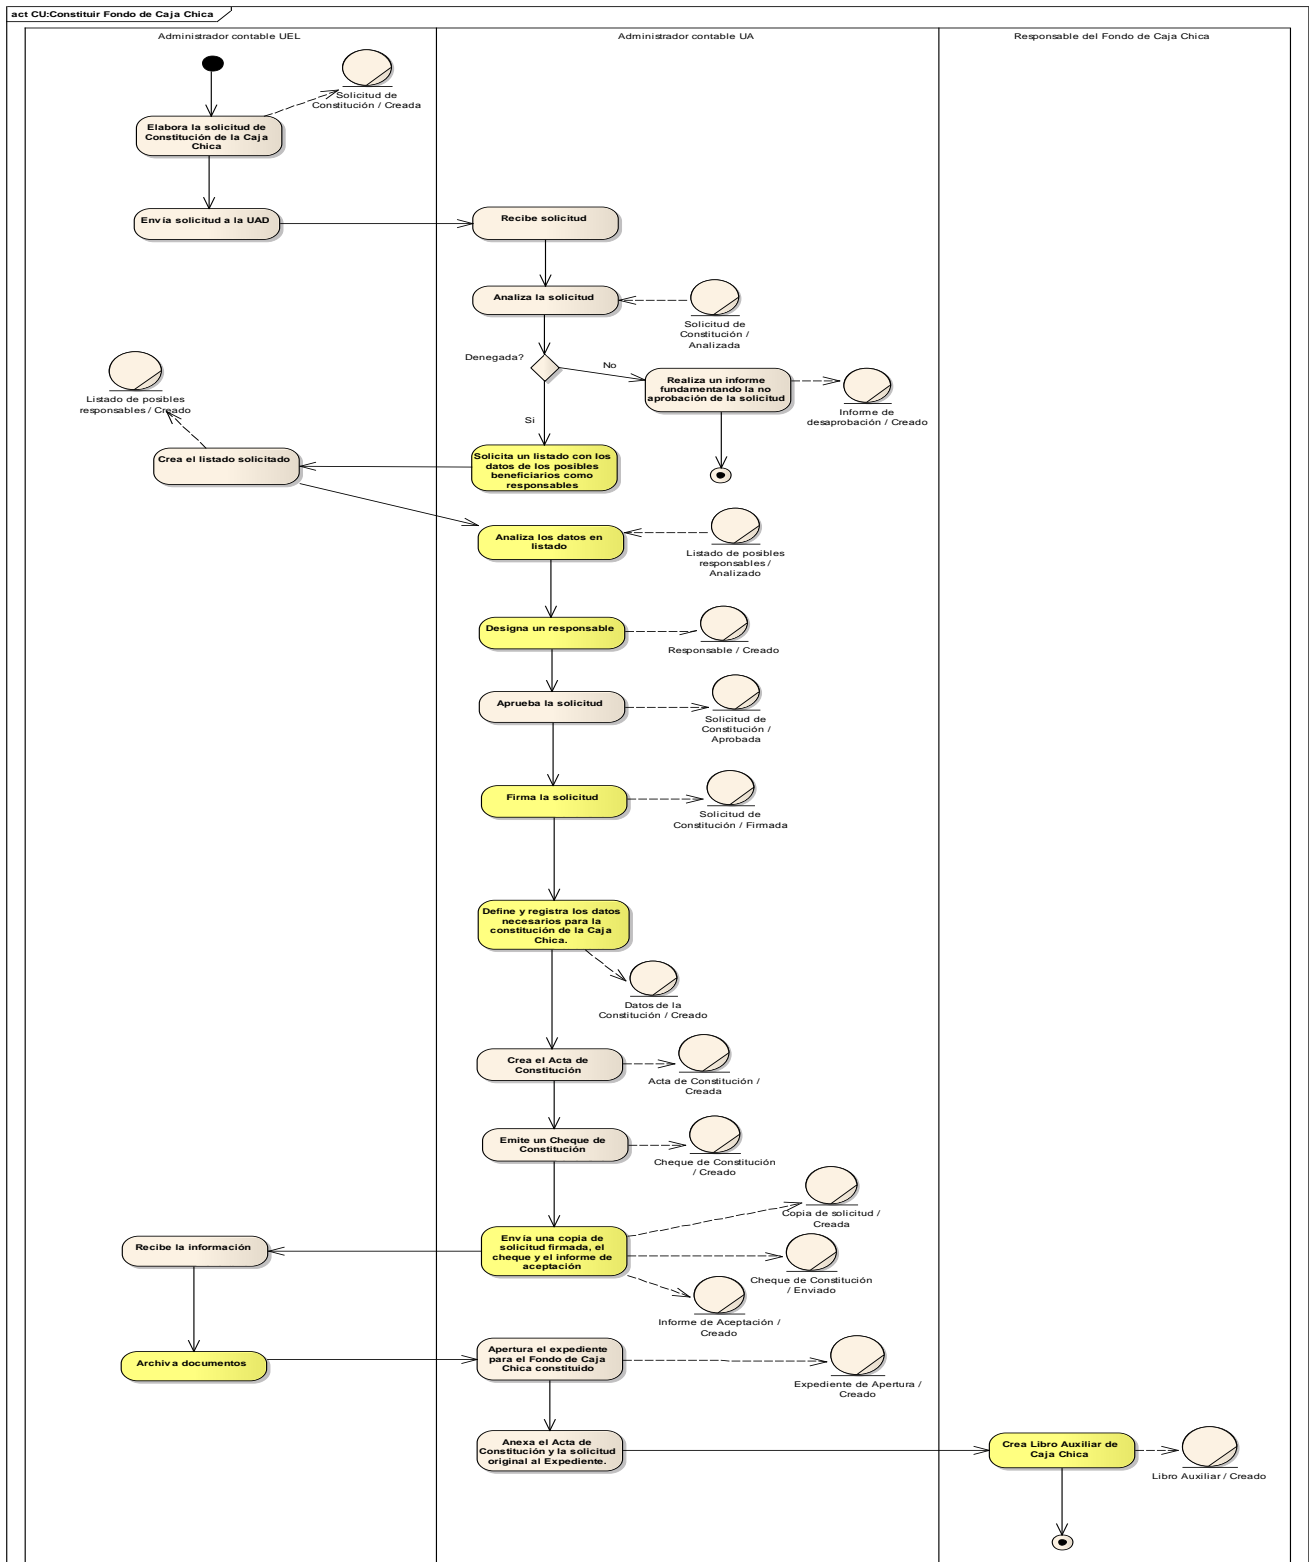 act CU:Constituir Fondo de Caja Chica
Administrador contable UEL
Administrador contable UA
Responsable del Fondo de Caja Chica
Solicitud de
Constitución / Creada
Elabora la solicitud de
Constitución de la Caja
Chica
Envía solicitud a la UAD
Recibe solicitud
Analiza la solicitud
Solicitud de
Constitución /
Analizada
Denegada?
No
Realiza un informe
fundamentando la no
aprobación de la solicitud
Informe de
desaprobación / Creado
Listado de posibles
responsables / Creado
Si
Crea el listado solicitado
Solicita un listado con los
datos de los posibles
beneficiarios como
responsables
Analiza los datos en
listado
Listado de posibles
responsables /
Analizado
Designa un responsable
Responsable / Creado
Aprueba la solicitud
Solicitud de
Constitución /
Aprobada
Firma la solicitud
Solicitud de
Constitución / Firmada
Define y registra los datos
necesarios para la
constitución de la Caja
Chica.
Datos de la
Constitución / Creado
Crea el Acta de
Constitución
Acta de Constitución /
Creada
Emite un Cheque de
Constitución
Cheque de Constitución
/ Creado
Copia de solicitud /
Creada
Recibe la información
Envía una copia de
solicitud firmada, el
cheque y el informe de
aceptación
Cheque de Constitución
/ Enviado
Informe de Aceptación /
Creado
Archiva documentos
Apertura el expediente
para el Fondo de Caja
Chica constituido
Expediente de Apertura /
Creado
Anexa el Acta de
Constitución y la solicitud
original al Expediente.
Crea Libro Auxiliar de
Caja Chica
Libro Auxiliar / Creado